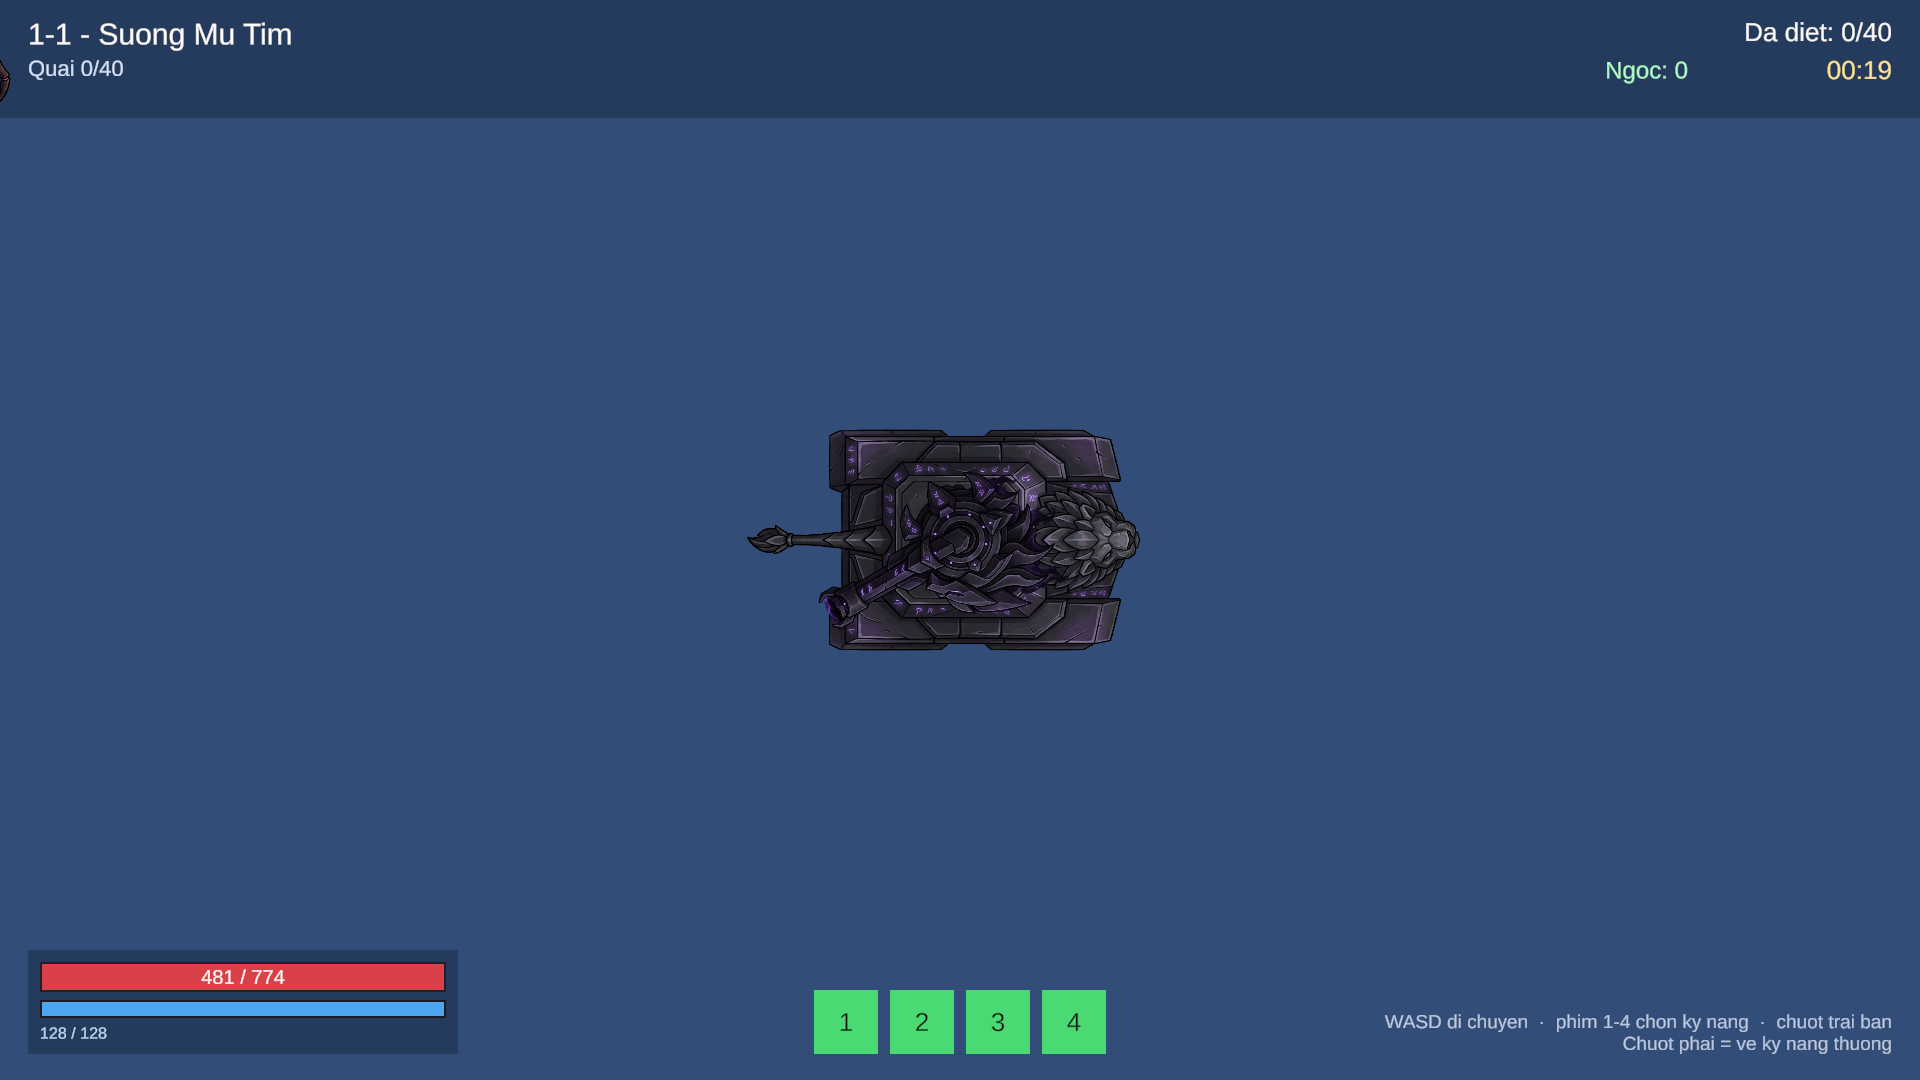 1-1 - Suong Mu Tim
Quai 0/40
Da diet: 0/40
Ngoc: 0
00:19
481 / 774
128 / 128
1
2
3
4
WASD di chuyen · phim 1-4 chon ky nang · chuot trai ban
Chuot phai = ve ky nang thuong